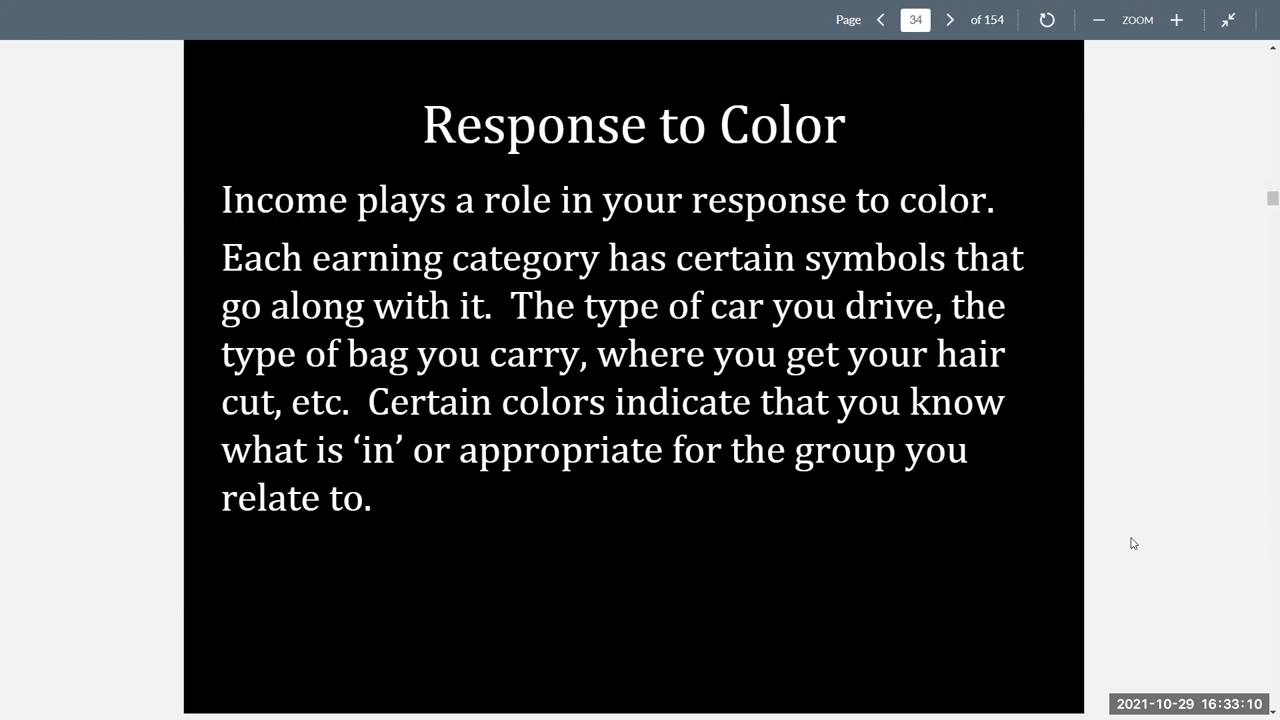 Page 34 of 154 ZOOM
Response to Color
Income plays a role in your response to color.
Each earning category has certain symbols that
go along with it.  The type of car you drive, the
type of bag you carry, where you get your hair
cut, etc.  Certain colors indicate that you know
what is ‘in’ or appropriate for the group you
relate to.
2021-10-29 16:33:10